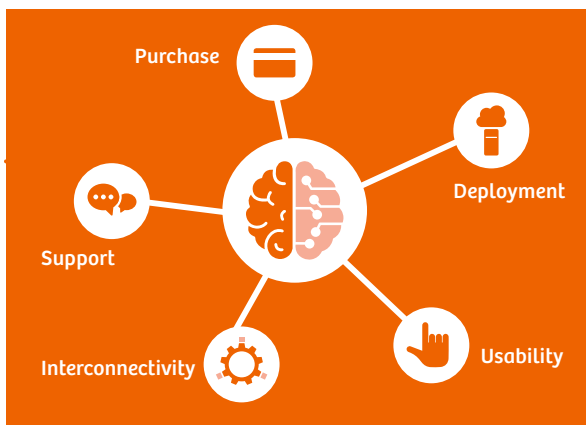 Purchase
Deployment
Support
Usability
Interconnectivity